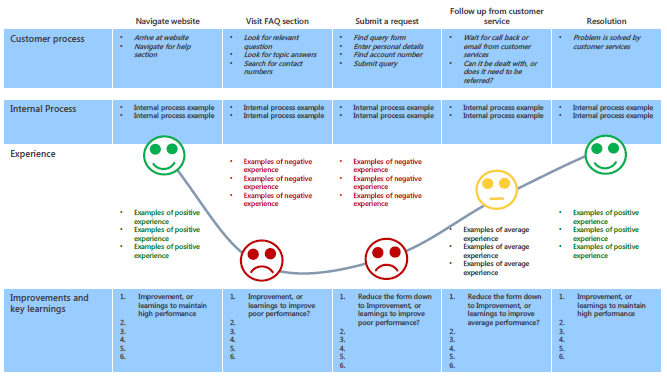 Navigate website
Visit FAQ section
Submit a request
Follow up from customer
service
Resolution
Customer process
• Arrive at website
• Navigate for help
section
• Look for relevant
question
• Look for topic answers
• Search for contact
numbers
• Find query form
• Enter personal details
• Find account number
• Submit query
• Wait for call back or
email from customer
services
• Can it be dealt with, or
does it need to be
referred?
• Problem is solved by
customer services
Internal Process
• Internal process example
• Internal process example
• Internal process example
• Internal process example
• Internal process example
• Internal process example
• Internal process example
• Internal process example
• Internal process example
• Internal process example
Experience
• Examples of positive
experience
• Examples of positive
experience
• Examples of positive
experience
• Examples of negative
experience
• Examples of negative
experience
• Examples of negative
experience
• Examples of negative
experience
• Examples of negative
experience
• Examples of negative
experience
• Examples of average
experience
• Examples of average
experience
• Examples of average
experience
• Examples of positive
experience
• Examples of positive
experience
• Examples of positive
experience
Improvements and
key learnings
1. Improvement, or
learnings to maintain
high performance
2.
3.
4.
5.
6.
1. Improvement, or
learnings to improve
poor performance?
2.
3.
4.
5.
6.
1. Reduce the form down
to Improvement, or
learnings to improve
poor performance?
2.
3.
4.
5.
6.
1. Reduce the form down
to Improvement, or
learnings to improve
average performance?
2.
3.
4.
5.
6.
1. Improvement, or
learnings to maintain
high performance
2.
3.
4.
5.
6.